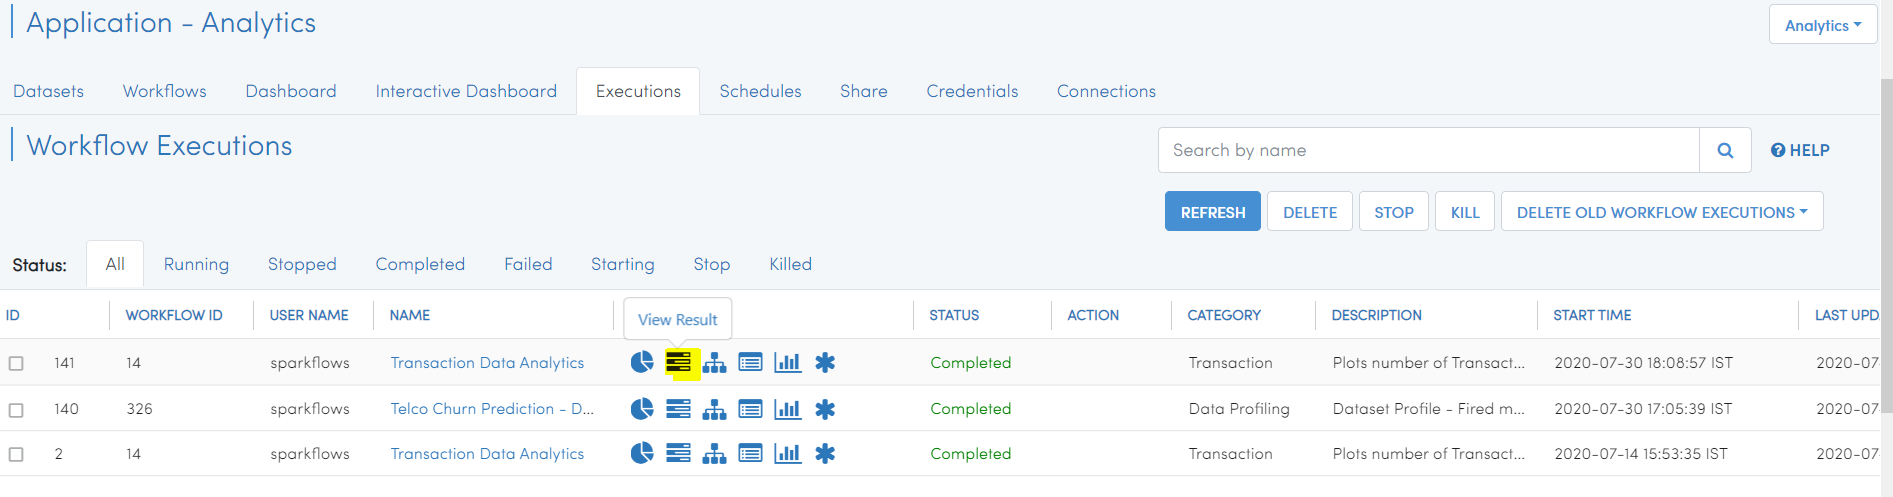 Application - Analytics
Analytics
Datasets Workflows Dashboard Interactive Dashboard Executions Schedules Share Credentials Connections
Workflow Executions
Search by name
HELP
REFRESH DELETE STOP KILL DELETE OLD WORKFLOW EXECUTIONS
Status: All Running Stopped Completed Failed Starting Stop Killed
View Result
ID WORKFLOW ID USER NAME NAME STATUS ACTION CATEGORY DESCRIPTION START TIME LAST UPD
141 14 sparkflows Transaction Data Analytics Completed Transaction Plots number of Transact... 2020-07-30 18:08:57 IST 2020-07-
140 326 sparkflows Telco Churn Prediction - D... Completed Data Profiling Dataset Profile - Fired m... 2020-07-30 17:05:39 IST 2020-07-
2 14 sparkflows Transaction Data Analytics Completed Transaction Plots number of Transact... 2020-07-14 15:53:35 IST 2020-07-